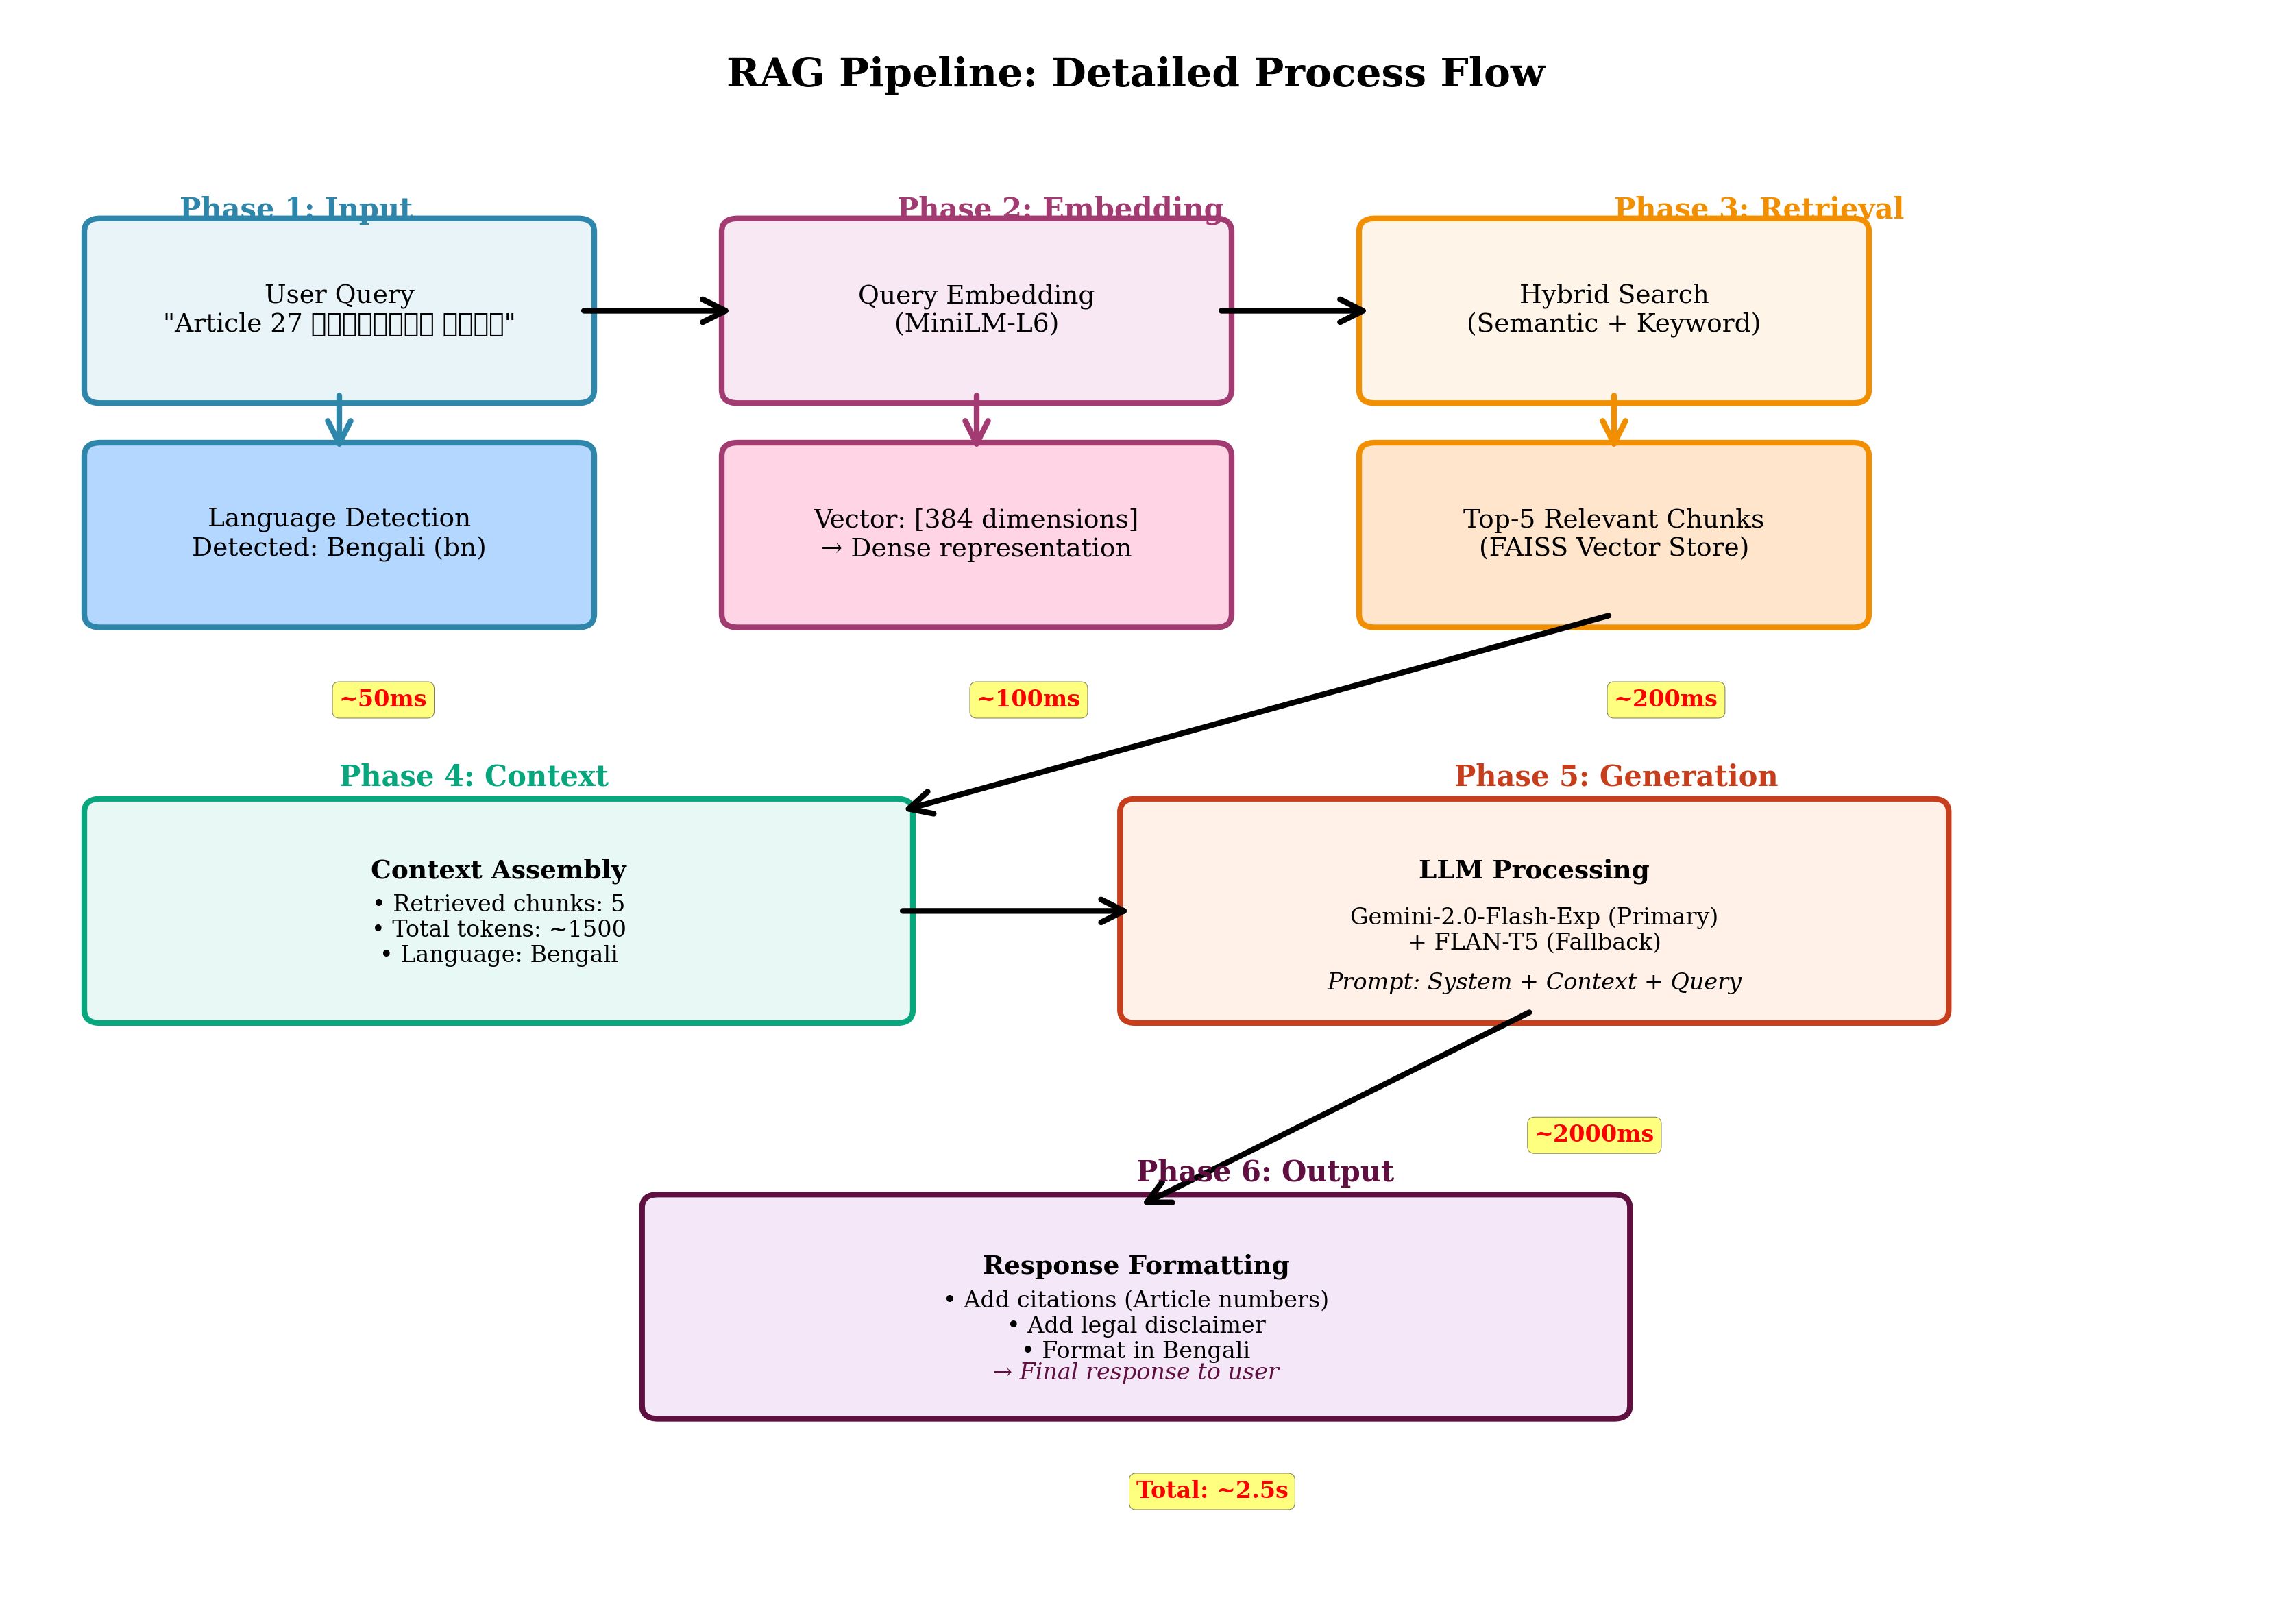 RAG Pipeline: Detailed Process Flow
Phase 1: Input
User Query
"Article 27
Language Detection
Detected: Bengali (bn)
~50ms
Phase 2: Embedding
Query Embedding
(MiniLM-L6)
Vector: [384 dimensions]
→ Dense representation
~100ms
Phase 3: Retrieval
Hybrid Search
(Semantic + Keyword)
Top-5 Relevant Chunks
(FAISS Vector Store)
~200ms
Phase 4: Context
Context Assembly
• Retrieved chunks: 5
• Total tokens: ~1500
• Language: Bengali
Phase 5: Generation
LLM Processing
Gemini-2.0-Flash-Exp (Primary)
+ FLAN-T5 (Fallback)
Prompt: System + Context + Query
~2000ms
Phase 6: Output
Response Formatting
• Add citations (Article numbers)
• Add legal disclaimer
• Format in Bengali
→ Final response to user
Total: ~2.5s